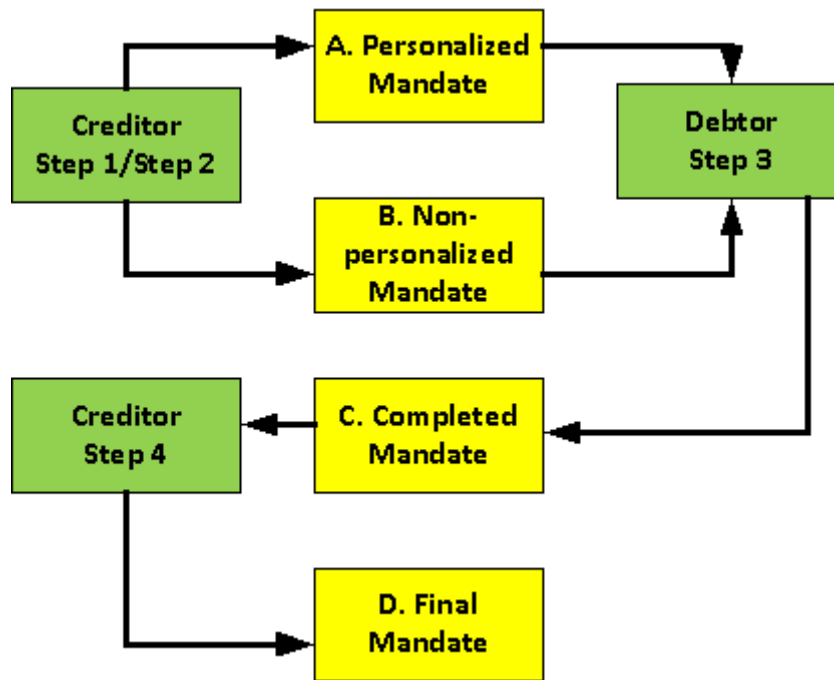 A. Personalized
Mandate
Creditor
Step 1/Step 2
Debtor
Step 3
B. Non-
personalized
Mandate
Creditor
Step 4
C. Completed
Mandate
D. Final
Mandate